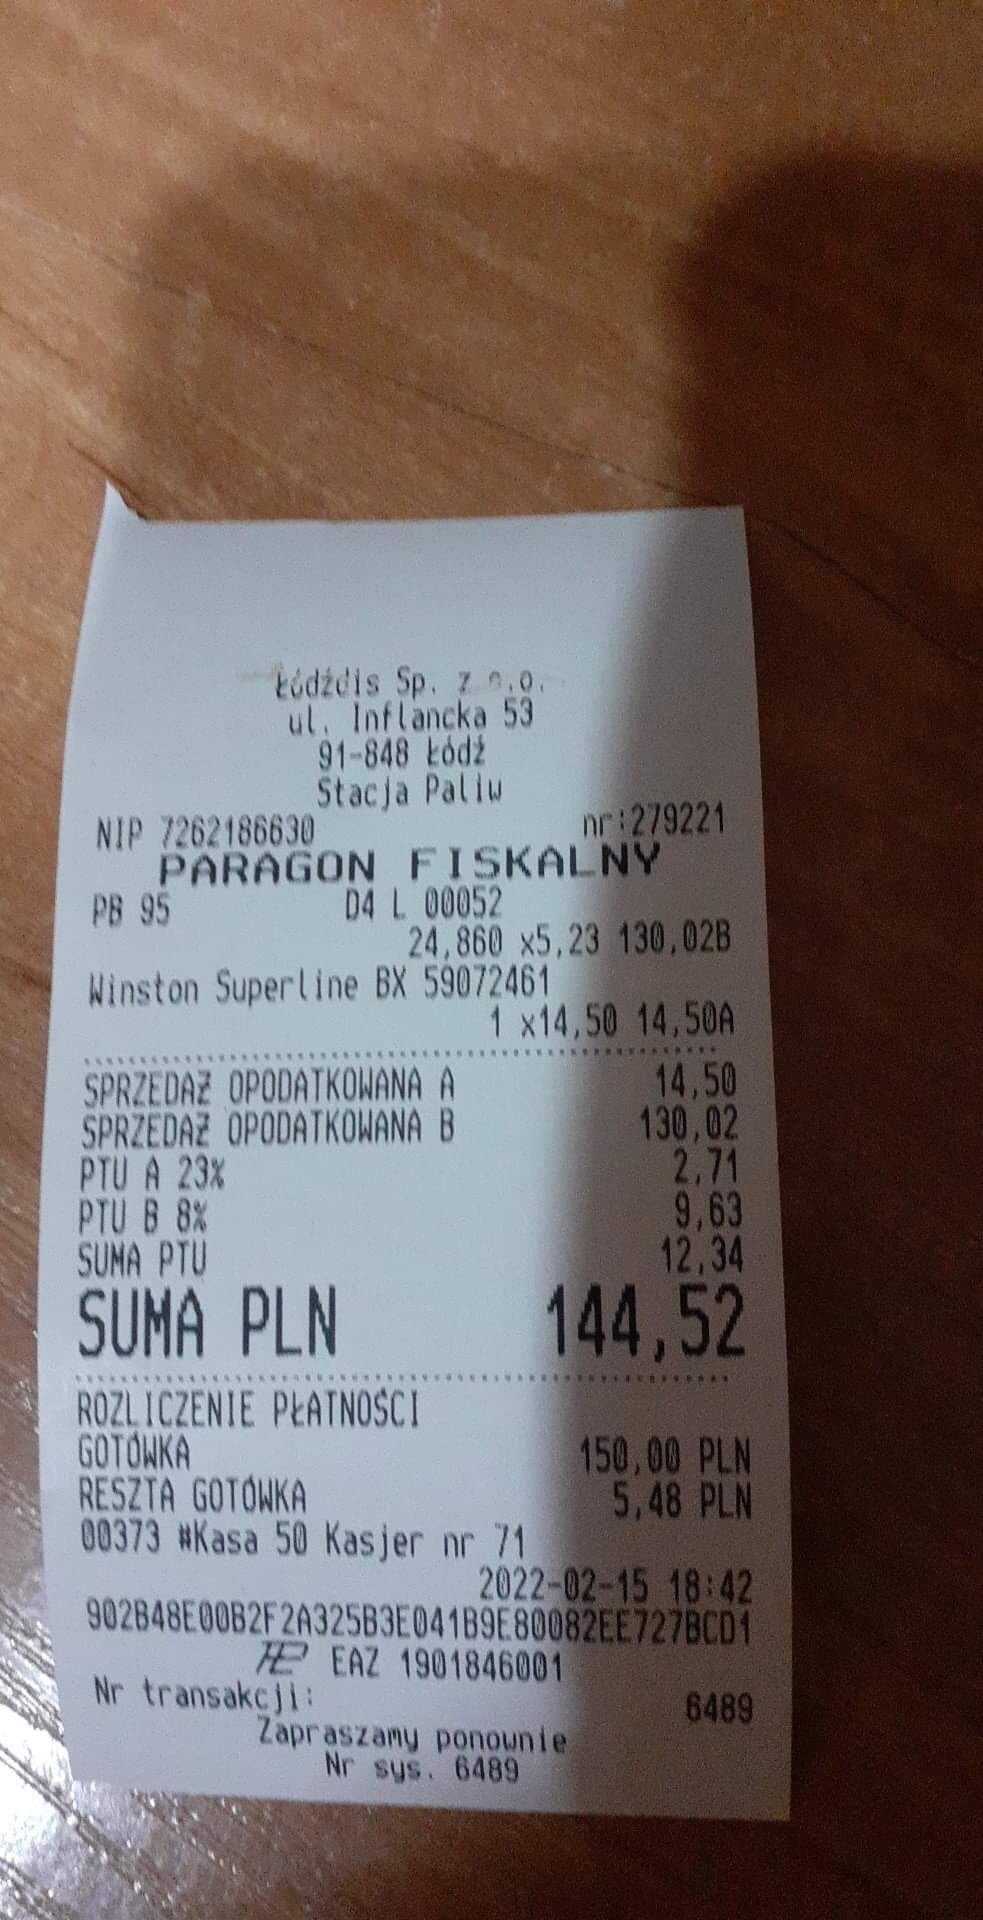 Łódźdis Sp. z o.o.
ul. Inflancka 53
91-848 Łódź
Stacja Paliw
NIP 7262186630 nr:279221
PARAGON FISKALNY
PB 95 D4 L 00052
24,860 x5,23 130,02B
Winston Superline BX 59072461
1 x14,50 14,50A
SPRZEDAŻ OPODATKOWANA A 14,50
SPRZEDAŻ OPODATKOWANA B 130,02
PTU A 23% 2,71
PTU B 8% 9,63
SUMA PTU 12,34
SUMA PLN 144,52
ROZLICZENIE PŁATNOŚCI
GOTÓWKA 150,00 PLN
RESZTA GOTÓWKA 5,48 PLN
00373 #Kasa 50 Kasjer nr 71
2022-02-15 18:42
902B48E00B2F2A325B3E041B9E80082EE727BCD1
EAZ 1901846001
Nr transakcji: 6489
Zapraszamy ponownie
Nr sys. 6489